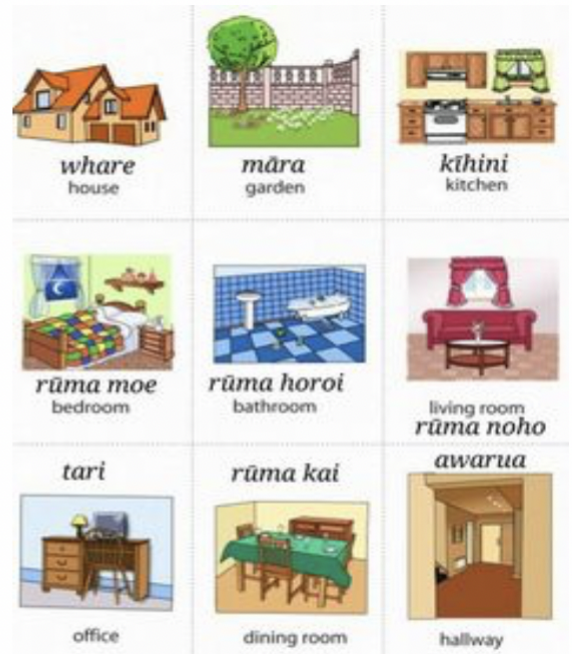 whare
house
māra
garden
kīhini
kitchen
rūma moe
bedroom
rūma horoi
bathroom
living room
rūma noho
tari
office
rūma kai
dining room
awarua
hallway